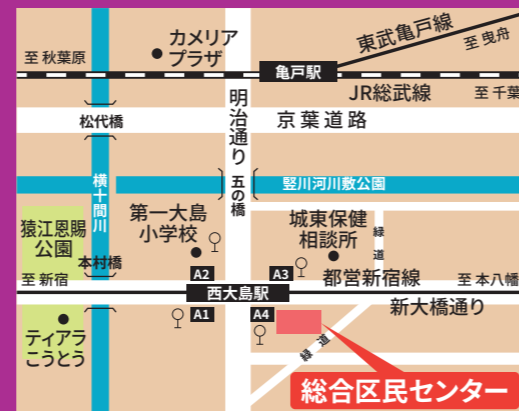 カメリア
プラザ
東武亀戸線
至 曳舟
至 秋葉原
亀戸駅
JR総武線
至 千葉
明治通り
京葉道路
松代橋
五の橋
横十間川
竪川河川敷公園
第一大島
小学校
城東保健
相談所
緑道
猿江恩賜
公園
本村橋
A2
A3
都営新宿線
至 新宿
至 本八幡
西大島駅
新大橋通り
A1
A4
ティアラ
こうとう
緑道
総合区民センター